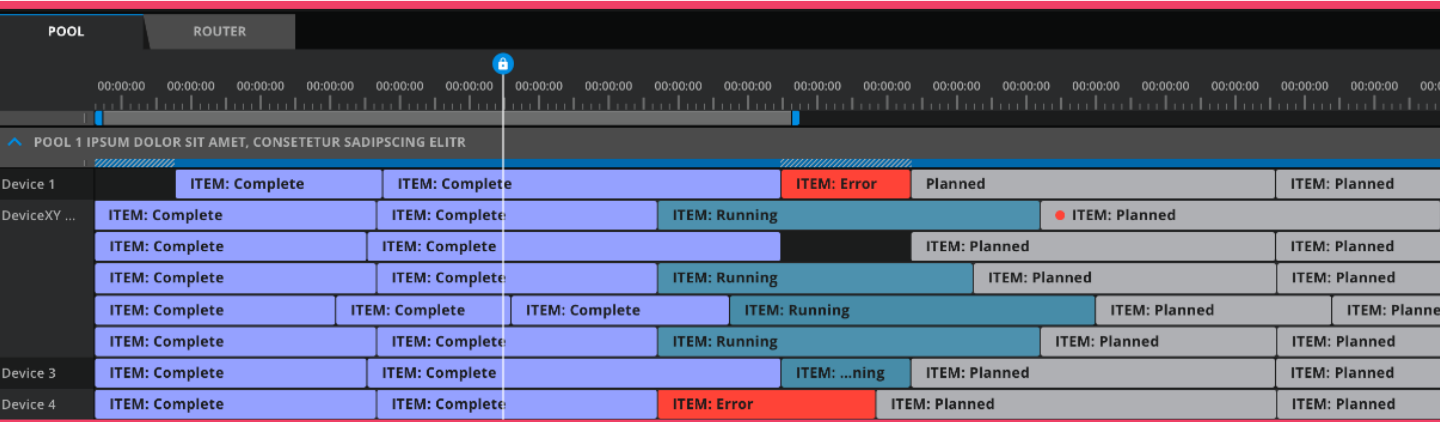 POOL ROUTER
00:00:00 00:00:00 00:00:00 00:00:00 00:00:00 00:00:00 00:00:00 00:00:00 00:00:00 00:00:00 00:00:00 00:00:00 00:00:00 00:00:00 00:00:00 00:00:00 00:00:00 00:00:00 00:00:00 00:0
POOL 1 IPSUM DOLOR SIT AMET, CONSETETUR SADIPSCING ELITR
Device 1 ITEM: Complete ITEM: Complete ITEM: Error Planned ITEM: Planned
DeviceXY ... ITEM: Complete ITEM: Complete ITEM: Running ITEM: Planned
ITEM: Complete ITEM: Complete ITEM: Planned ITEM: Planned
ITEM: Complete ITEM: Complete ITEM: Running ITEM: Planned ITEM: Planned
ITEM: Complete ITEM: Complete ITEM: Complete ITEM: Running ITEM: Planned ITEM: Planne
ITEM: Complete ITEM: Complete ITEM: Running ITEM: Planned ITEM: Planned
Device 3 ITEM: Complete ITEM: Complete ITEM: ...ning ITEM: Planned ITEM: Planned
Device 4 ITEM: Complete ITEM: Complete ITEM: Error ITEM: Planned ITEM: Planned